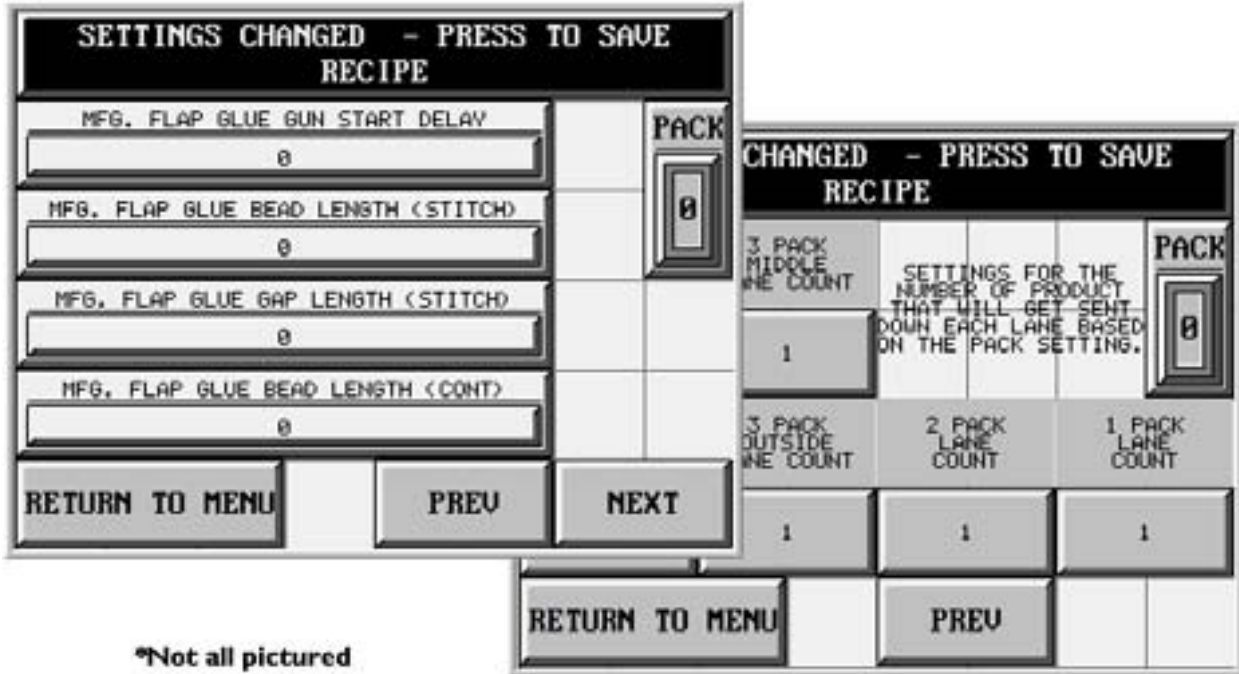 SETTINGS CHANGED - PRESS TO SAVE
RECIPE
MFG. FLAP GLUE GUN START DELAY
0
MFG. FLAP GLUE BEAD LENGTH (STITCH)
0
MFG. FLAP GLUE GAP LENGTH (STITCH)
0
MFG. FLAP GLUE BEAD LENGTH (CONT)
0
PACK
0
RETURN TO MENU
PREV
NEXT
CHANGED - PRESS TO SAVE
RECIPE
3 PACK
MIDDLE
COUNT
1
SETTINGS FOR THE
NUMBER OF PRODUCT
THAT WILL GET SENT
DOWN EACH LANE BASED
ON THE PACK SETTING.
PACK
0
3 PACK
OUTSIDE
COUNT
1
2 PACK
LANE
COUNT
1
1 PACK
LANE
COUNT
1
RETURN TO MENU
PREV
*Not all pictured